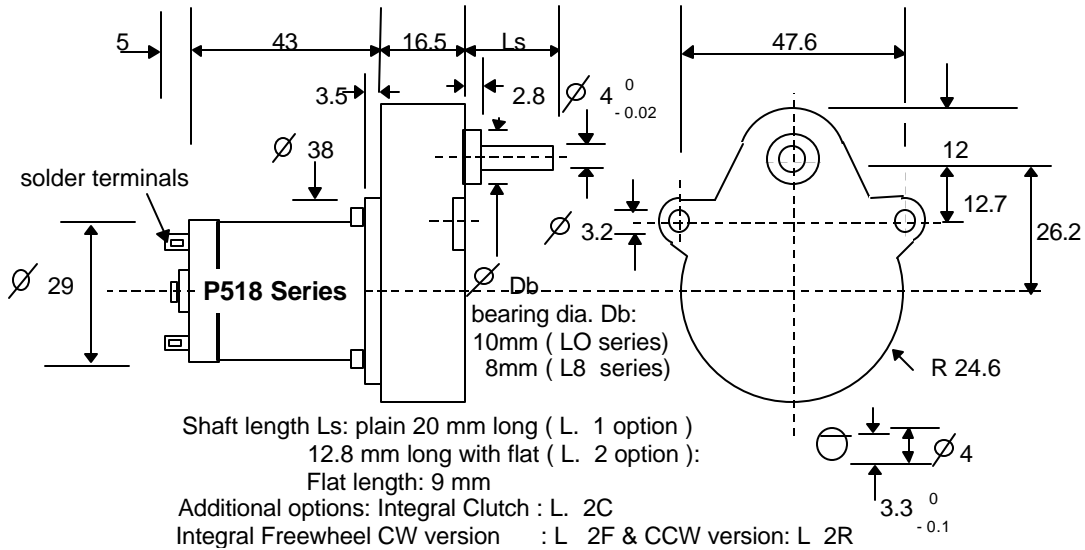 5 43 16.5 Ls 47.6
3.5 2.8 Ø 4 0 - 0.02
Ø 38
12
solder terminals
12.7
Ø 3.2
26.2
Ø 29
P518 Series
Ø Db
bearing dia. Db:
10mm ( LO series)
8mm ( L8 series)
R 24.6
Shaft length Ls: plain 20 mm long ( L. 1 option )
12.8 mm long with flat ( L. 2 option ):
Ø 4
Flat length: 9 mm
Additional options: Integral Clutch : L. 2C
3.3 0 - 0.1
Integral Freewheel CW version : L 2F & CCW version: L 2R